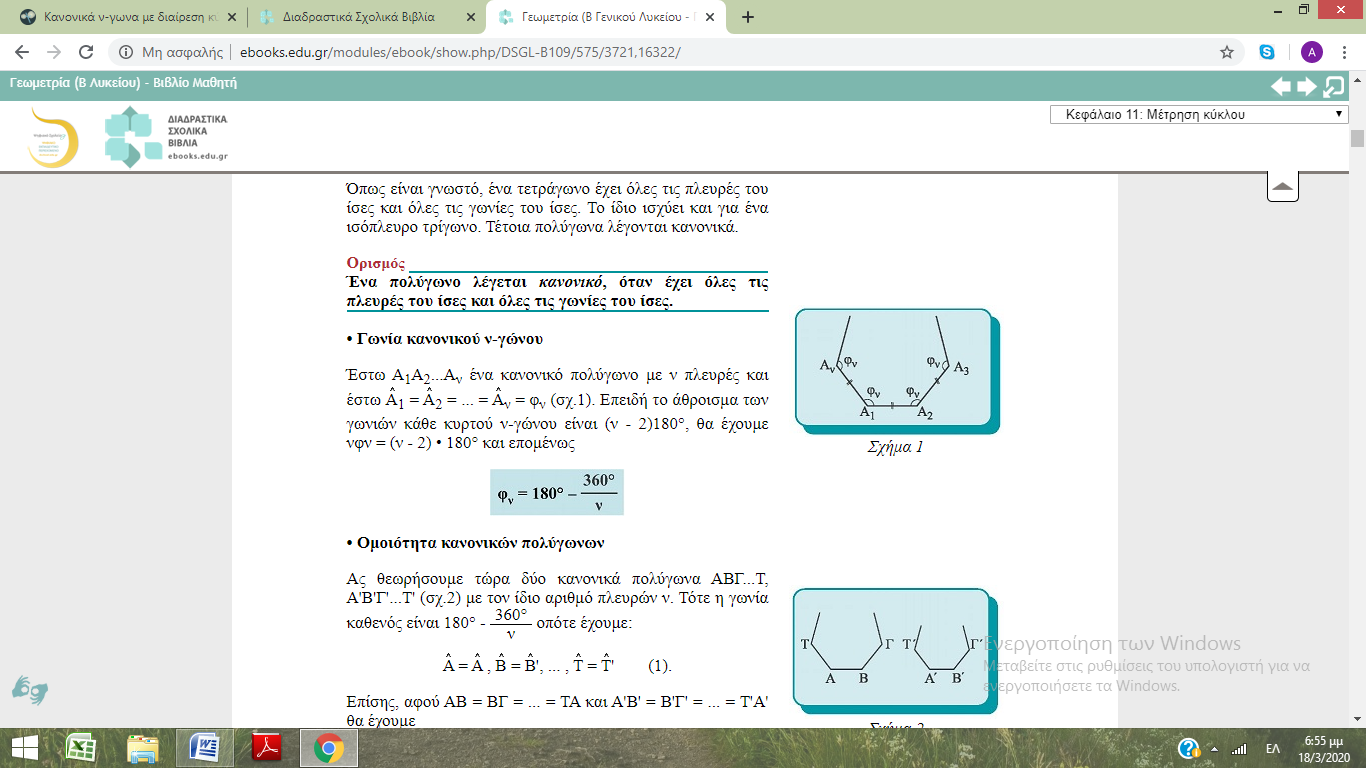 Κανονικά ν-γωνα με διαίρεση κι
Διαδραστικά Σχολικά Βιβλία
Γεωμετρία (Β Γενικού Λυκείου -
Μη ασφαλής
ebooks.edu.gr/modules/ebook/show.php/DSGL-B109/575/3721,16322/
A
Γεωμετρία (Β Λυκείου) - Βιβλίο Μαθητή
ΔΙΑΔΡΑΣΤΙΚΑ
ΣΧΟΛΙΚΑ
ΒΙΒΛΙΑ
ebooks.edu.gr
Κεφάλαιο 11: Μέτρηση κύκλου
Όπως είναι γνωστό, ένα τετράγωνο έχει όλες τις πλευρές του
ίσες και όλες τις γωνίες του ίσες. Το ίδιο ισχύει και για ένα
ισόπλευρο τρίγωνο. Τέτοια πολύγωνα λέγονται κανονικά.
Ορισμός
Ένα πολύγωνο λέγεται κανονικό, όταν έχει όλες τις
πλευρές του ίσες και όλες τις γωνίες του ίσες.
• Γωνία κανονικού ν-γώνου
Έστω Α1Α2...Αν ένα κανονικό πολύγωνο με ν πλευρές και
έστω Â1 = Â2 = ... = Âν = φν (σχ.1). Επειδή το άθροισμα των
γωνιών κάθε κυρτού ν-γώνου είναι (ν - 2)180°, θα έχουμε
νφν = (ν - 2) • 180° και επομένως
φν = 180° – 360°/ν
Αν φν φν Α3
φν φν
Α1 Α2
Σχήμα 1
• Ομοιότητα κανονικών πολύγωνων
Ας θεωρήσουμε τώρα δύο κανονικά πολύγωνα ΑΒΓ...Τ,
Α'Β'Γ'...Τ' (σχ.2) με τον ίδιο αριθμό πλευρών ν. Τότε η γωνία
καθενός είναι 180° - 360°/ν οπότε έχουμε:
Â = Â , B̂ = B̂', ... , T̂ = T̂' (1).
Επίσης, αφού ΑΒ = ΒΓ = ... = ΤΑ και Α'Β' = Β'Γ' = ... = Τ'Α'
θα έχουμε
Τ Γ Τ΄ Γ΄
Α Β Α΄ Β΄
Σχήμα 2
Ενεργοποίηση των Windows
Μεταβείτε στις ρυθμίσεις του υπολογιστή για να
ενεργοποιήσετε τα Windows.
ΕΛ
6:55 μμ
18/3/2020